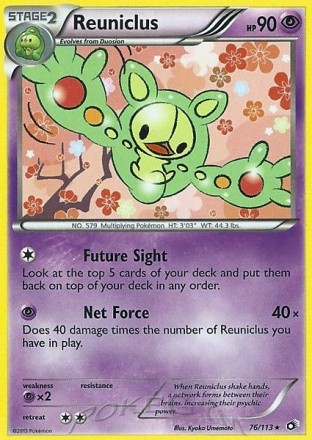 STAGE2 Reuniclus HP90
Evolves from Duosion
NO. 579 Multiplying Pokémon HT: 3'03" WT: 44.3 lbs.
Future Sight
Look at the top 5 cards of your deck and put them
back on top of your deck in any order.
Net Force 40×
Does 40 damage times the number of Reuniclus you
have in play.
weakness resistance
×2
retreat
When Reuniclus shake hands,
a network forms between their
brains, increasing their psychic
power.
©2013 Pokémon Illus. Kyoko Umemoto 76/113★